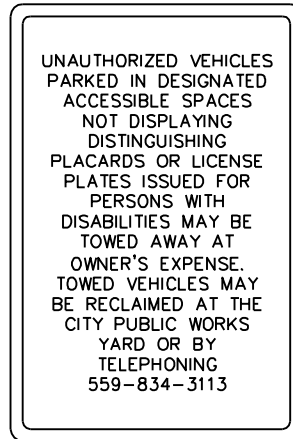 UNAUTHORIZED VEHICLES
PARKED IN DESIGNATED
ACCESSIBLE SPACES
NOT DISPLAYING
DISTINGUISHING
PLACARDS OR LICENSE
PLATES ISSUED FOR
PERSONS WITH
DISABILITIES MAY BE
TOWED AWAY AT
OWNER'S EXPENSE.
TOWED VEHICLES MAY
BE RECLAIMED AT THE
CITY PUBLIC WORKS
YARD OR BY
TELEPHONING
559-834-3113